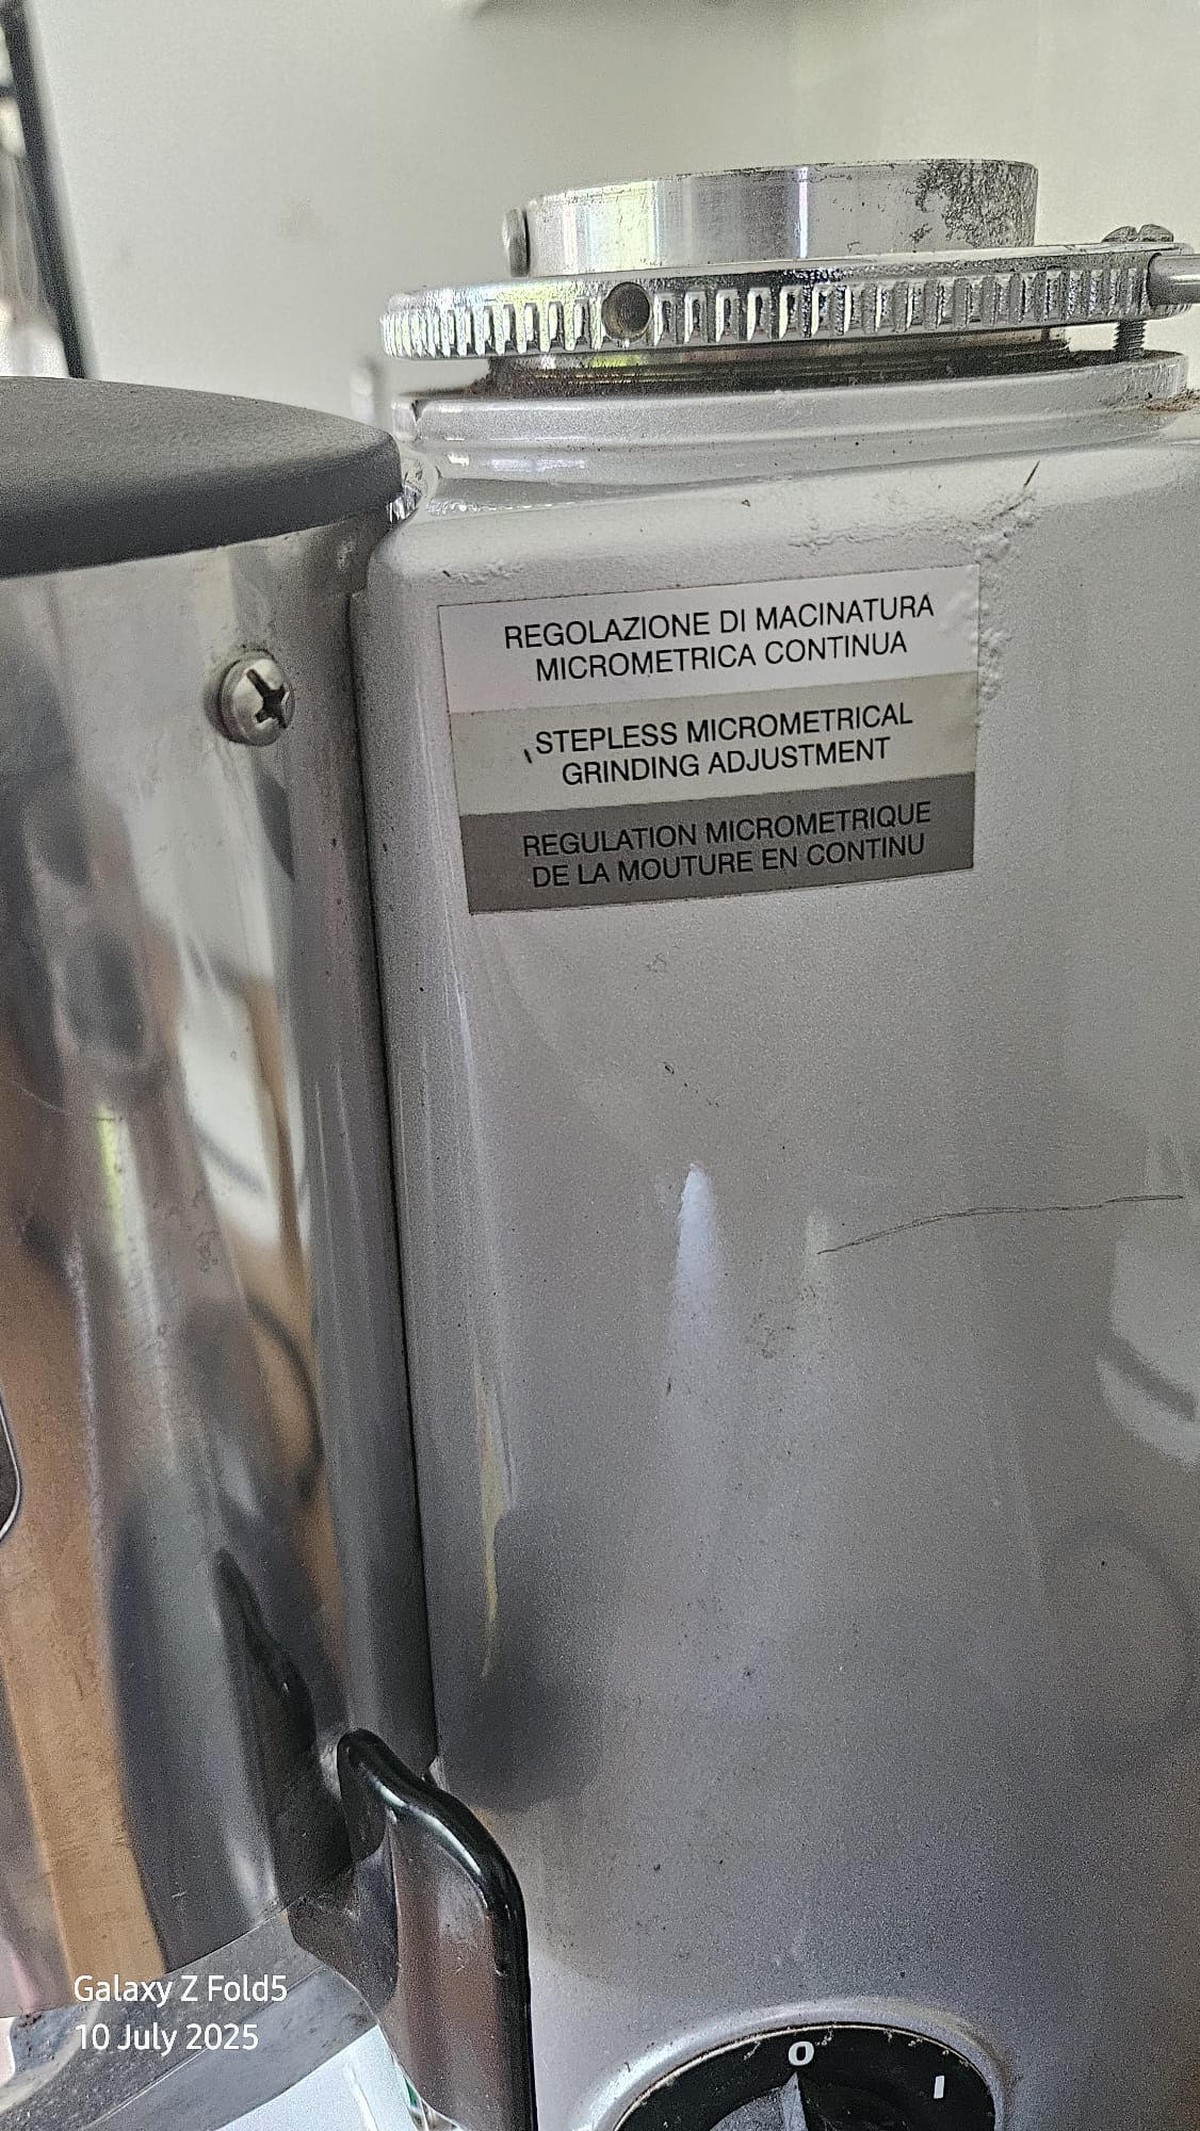 REGOLAZIONE DI MACINATURA
MICROMETRICA CONTINUA
STEPLESS MICROMETRICAL
GRINDING ADJUSTMENT
REGULATION MICROMETRIQUE
DE LA MOUTURE EN CONTINU
O
I
Galaxy Z Fold5
10 July 2025